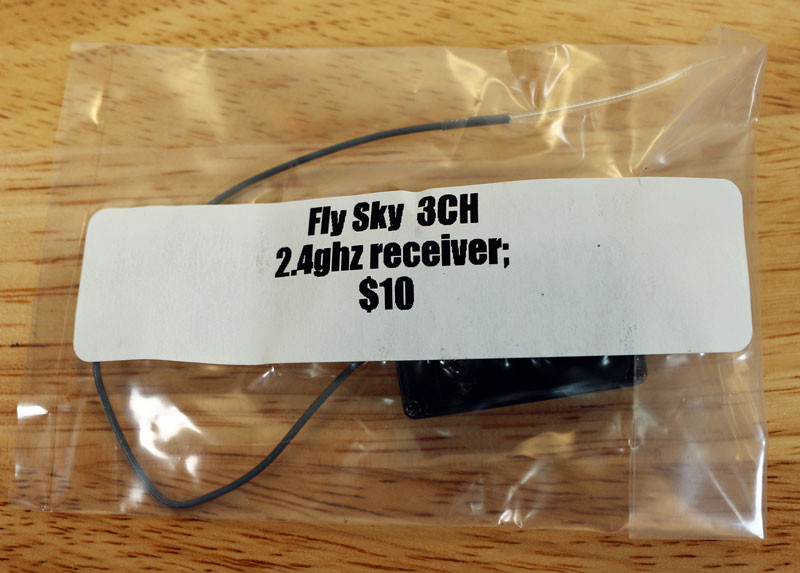 Fly Sky 3CH
2.4ghz receiver;
$10